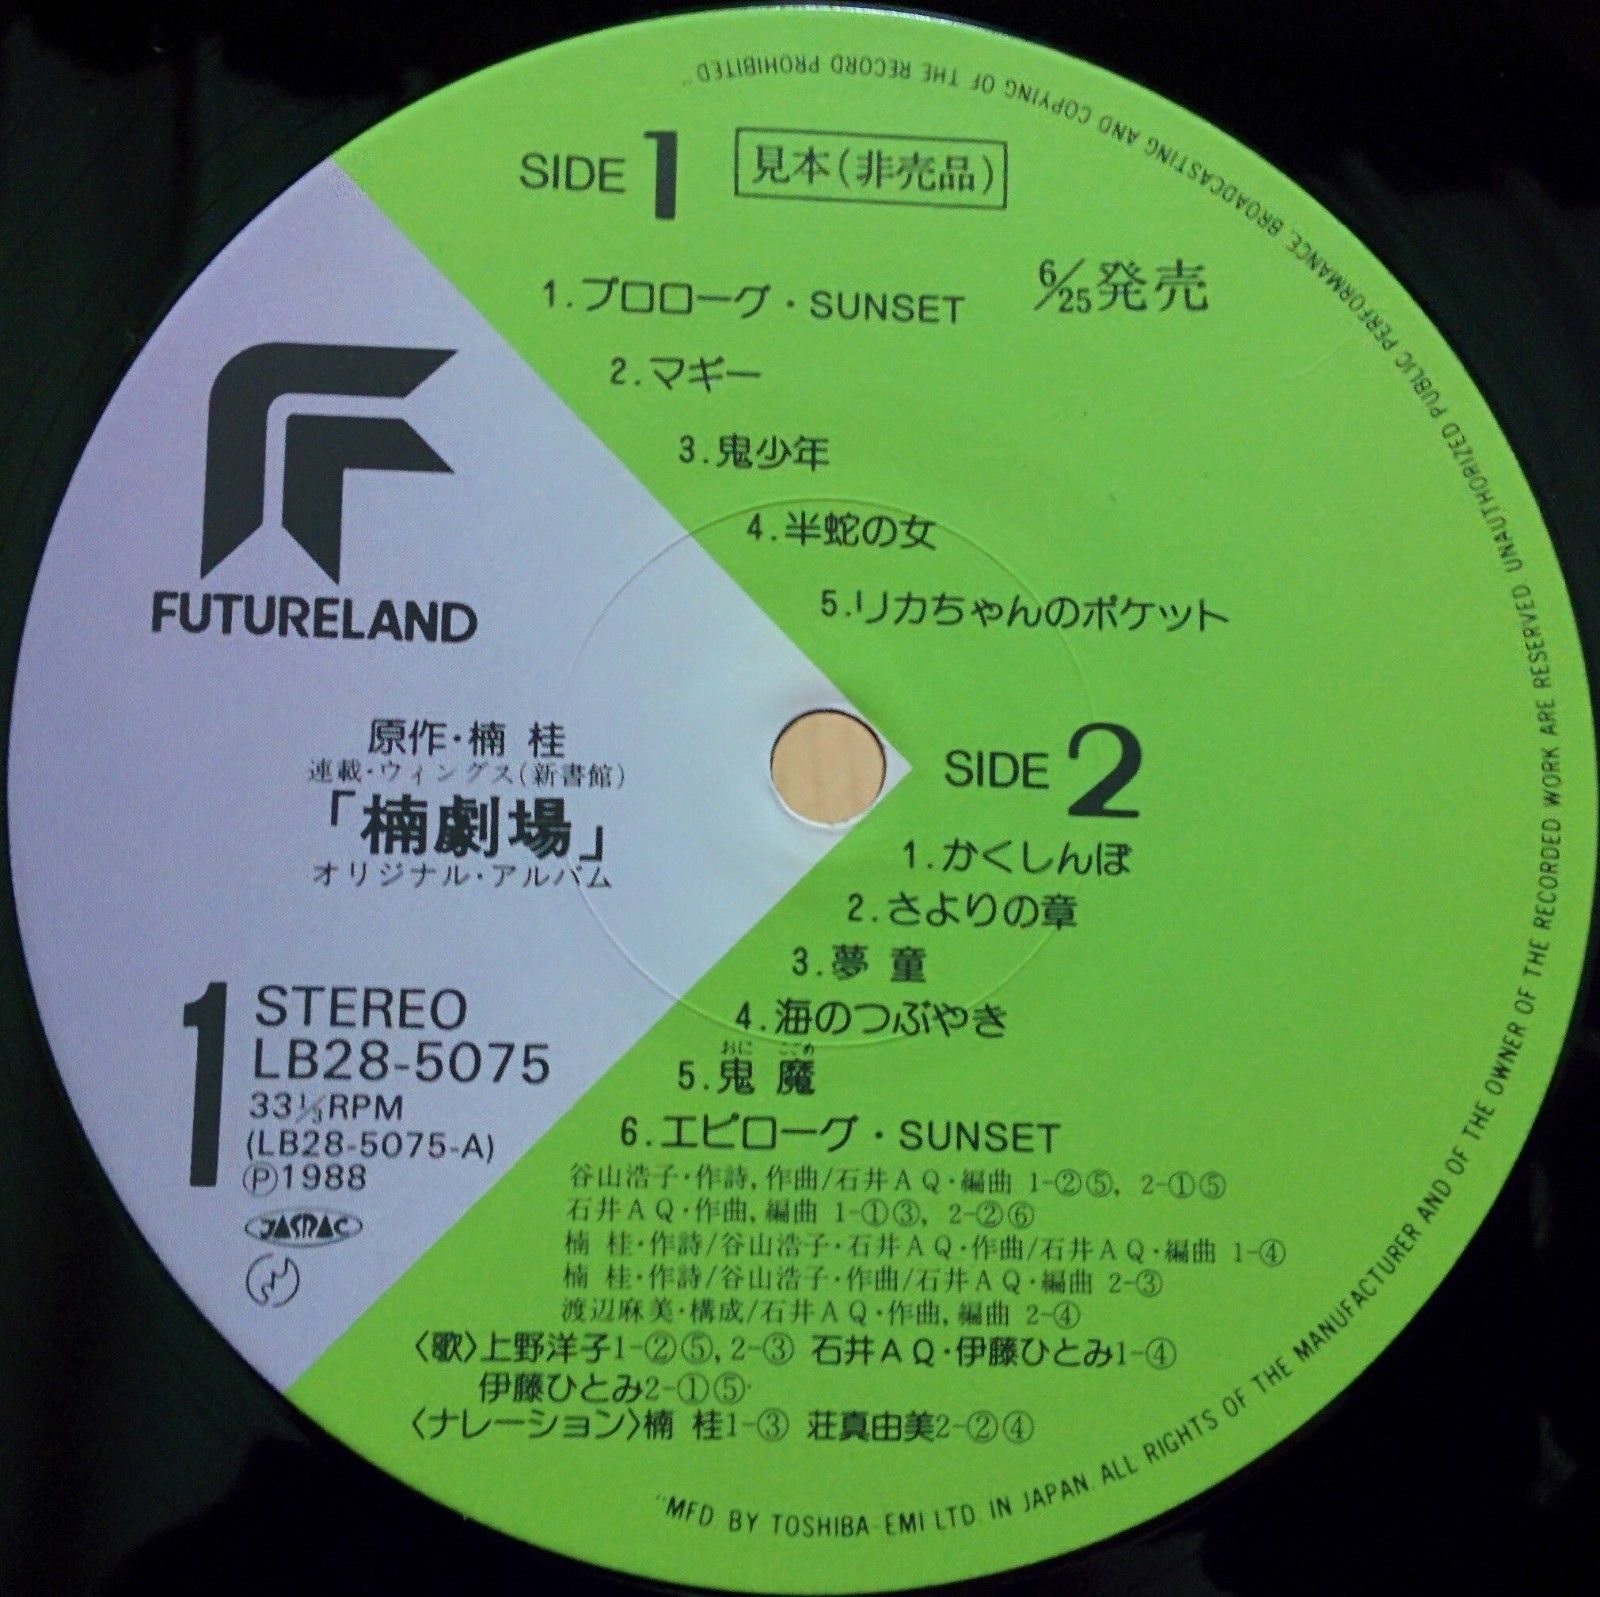 SIDE 1 見本(非売品)
6/25発売
1.プロローグ・SUNSET
2.マギー
3.鬼少年
4.半蛇の女
5.リカちゃんのポケット
FUTURELAND
原作・楠 桂
連載・ウィングス(新書館)
「楠劇場」
オリジナル・アルバム
1 STEREO
LB28-5075
33⅓RPM
(LB28-5075-A)
Ⓟ1988
JASRAC
SIDE 2
1.かくしんぼ
2.さよりの章
3.夢 童
4.海のつぶやき
おに ごめ
5.鬼 魔
6.エピローグ・SUNSET
谷山浩子・作詩,作曲/石井AQ・編曲 1-②⑤, 2-①⑤
石井AQ・作曲,編曲 1-①③, 2-②⑥
楠 桂・作詩/谷山浩子・石井AQ・作曲/石井AQ・編曲 1-④
楠 桂・作詩/谷山浩子・作曲/石井AQ・編曲 2-③
渡辺麻美・構成/石井AQ・作曲,編曲 2-④
〈歌〉上野洋子1-②⑤,2-③ 石井AQ・伊藤ひとみ1-④
伊藤ひとみ2-①⑤
〈ナレーション〉楠 桂1-③ 荘真由美2-②④
"MFD. BY TOSHIBA-EMI LTD. IN JAPAN. ALL RIGHTS OF THE MANUFACTURER AND OF THE OWNER OF THE RECORDED WORK ARE RESERVED UNAUTHORIZED PUBLIC PERFORMANCE, BROADCASTING AND COPYING OF THE RECORD PROHIBITED"